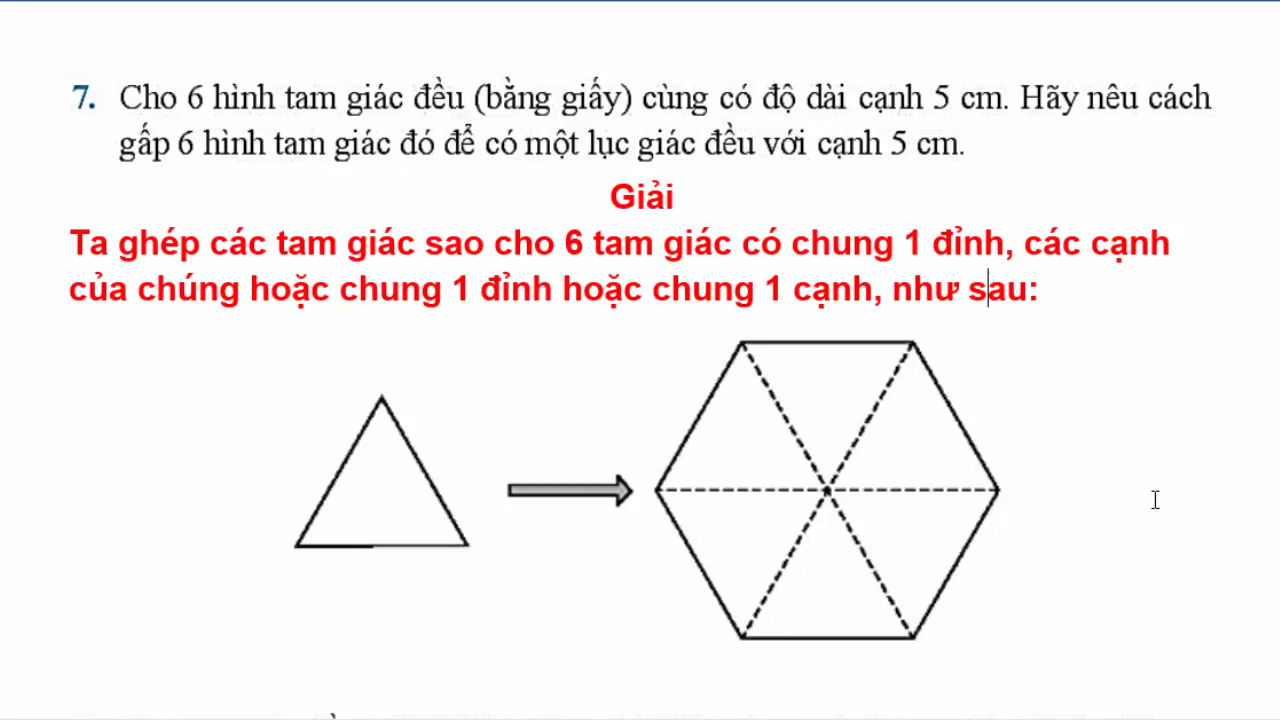 7. Cho 6 hình tam giác đều (bằng giấy) cùng có độ dài cạnh 5 cm. Hãy nêu cách
gấp 6 hình tam giác đó để có một lục giác đều với cạnh 5 cm.
Giải
Ta ghép các tam giác sao cho 6 tam giác có chung 1 đỉnh, các cạnh
của chúng hoặc chung 1 đỉnh hoặc chung 1 cạnh, như sau: